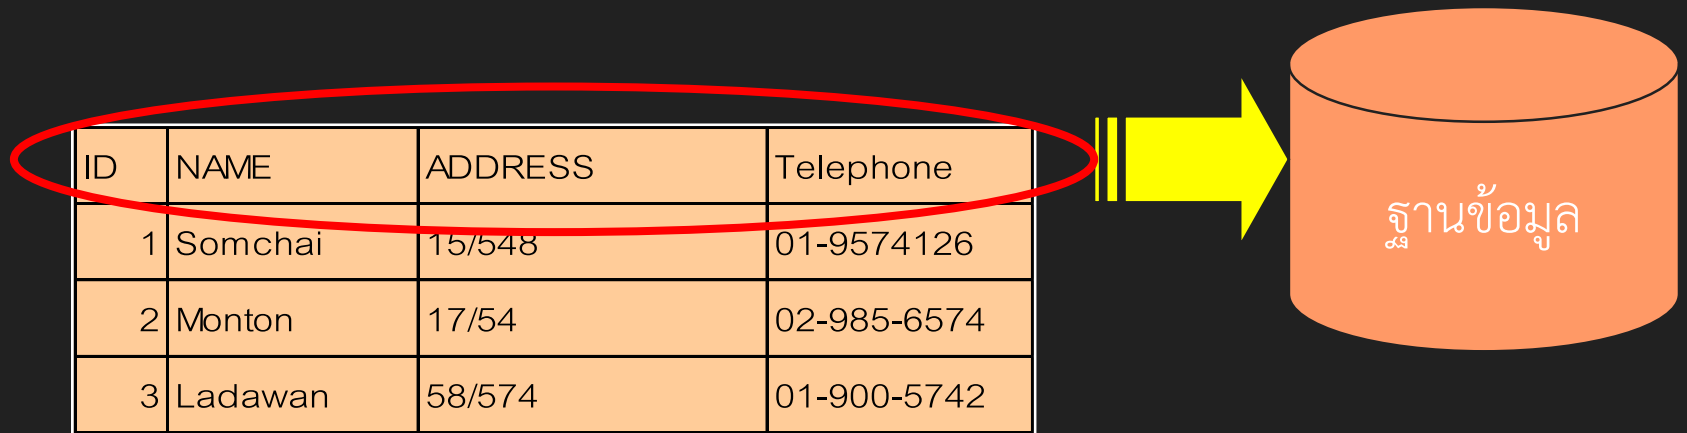 ID NAME ADDRESS Telephone
1 Somchai 15/548 01-9574126
2 Monton 17/54 02-985-6574
3 Ladawan 58/574 01-900-5742
ฐานข้อมูล